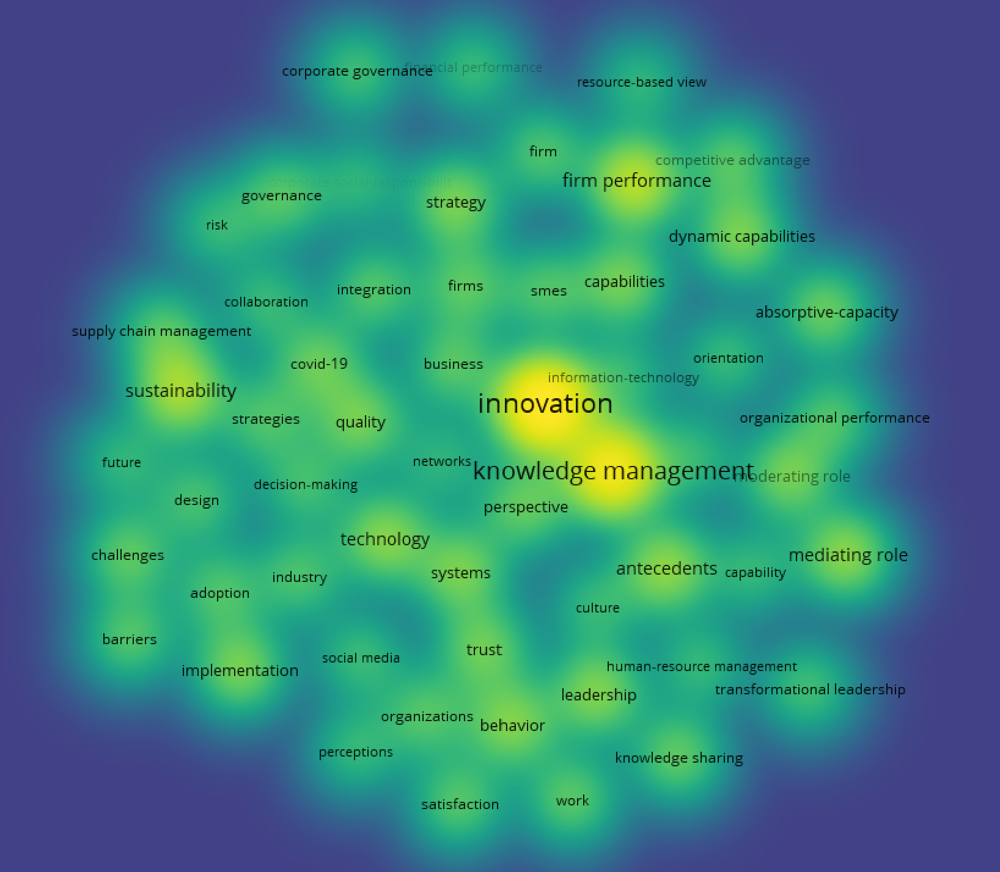 corporate governance
financial performance
resource-based view
firm
competitive advantage
firm performance
corporate social-responsibilit
governance
strategy
risk
dynamic capabilities
integration
firms
smes
capabilities
collaboration
absorptive-capacity
supply chain management
covid-19
business
orientation
information-technology
sustainability
innovation
strategies
quality
organizational performance
future
networks
knowledge management
moderating role
decision-making
design
perspective
technology
challenges
mediating role
industry
systems
antecedents
capability
adoption
culture
barriers
trust
social media
implementation
human-resource management
leadership
transformational leadership
organizations
behavior
perceptions
knowledge sharing
satisfaction
work